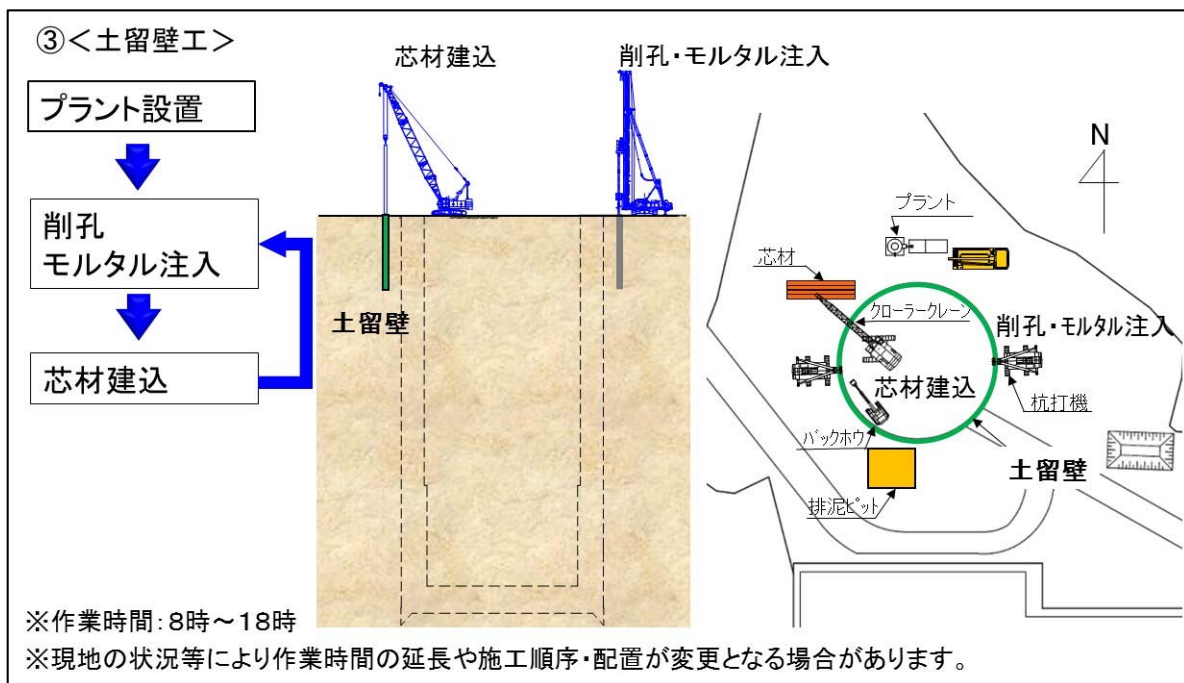 ③<土留壁工>
プラント設置
削孔
モルタル注入
芯材建込
芯材建込
削孔・モルタル注入
土留壁
N
プラント
芯材
クローラークレーン
削孔・モルタル注入
芯材建込
杭打機
バックホウ
土留壁
排泥ピット
※作業時間:8時～18時
※現地の状況等により作業時間の延長や施工順序・配置が変更となる場合があります。